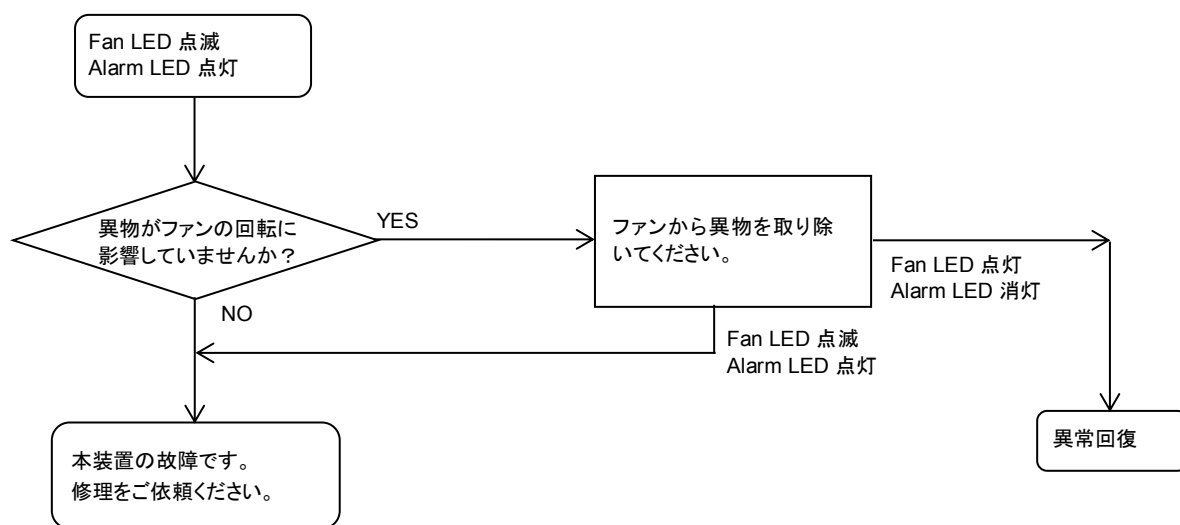 Fan LED 点滅
Alarm LED 点灯
異物がファンの回転に
影響していませんか？
YES
ファンから異物を取り除
いてください。
Fan LED 点灯
Alarm LED 消灯
NO
Fan LED 点滅
Alarm LED 点灯
本装置の故障です。
修理をご依頼ください。
異常回復